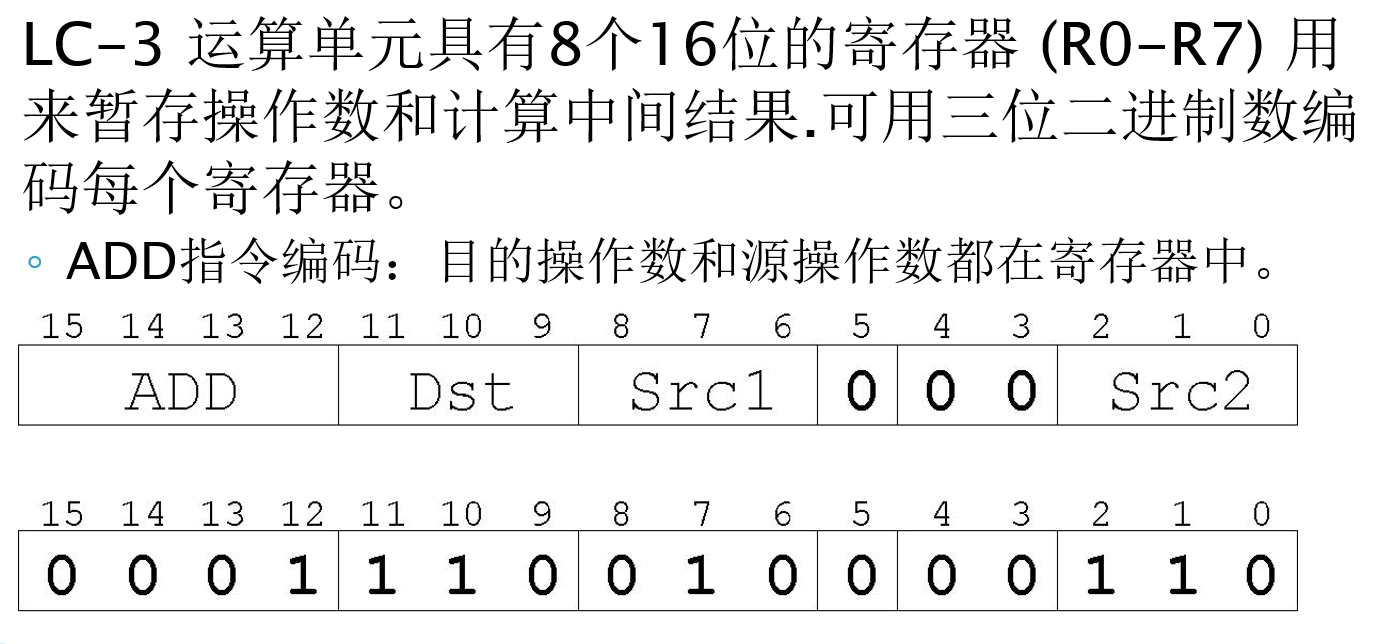 LC-3 运算单元具有8个16位的寄存器 (R0-R7) 用
来暂存操作数和计算中间结果.可用三位二进制数编
码每个寄存器。
◦ ADD指令编码：目的操作数和源操作数都在寄存器中。
15 14 13 12 11 10 9 8 7 6 5 4 3 2 1 0
ADD Dst Src1 0 0 0 Src2
15 14 13 12 11 10 9 8 7 6 5 4 3 2 1 0
0 0 0 1 1 1 0 0 1 0 0 0 0 1 1 0